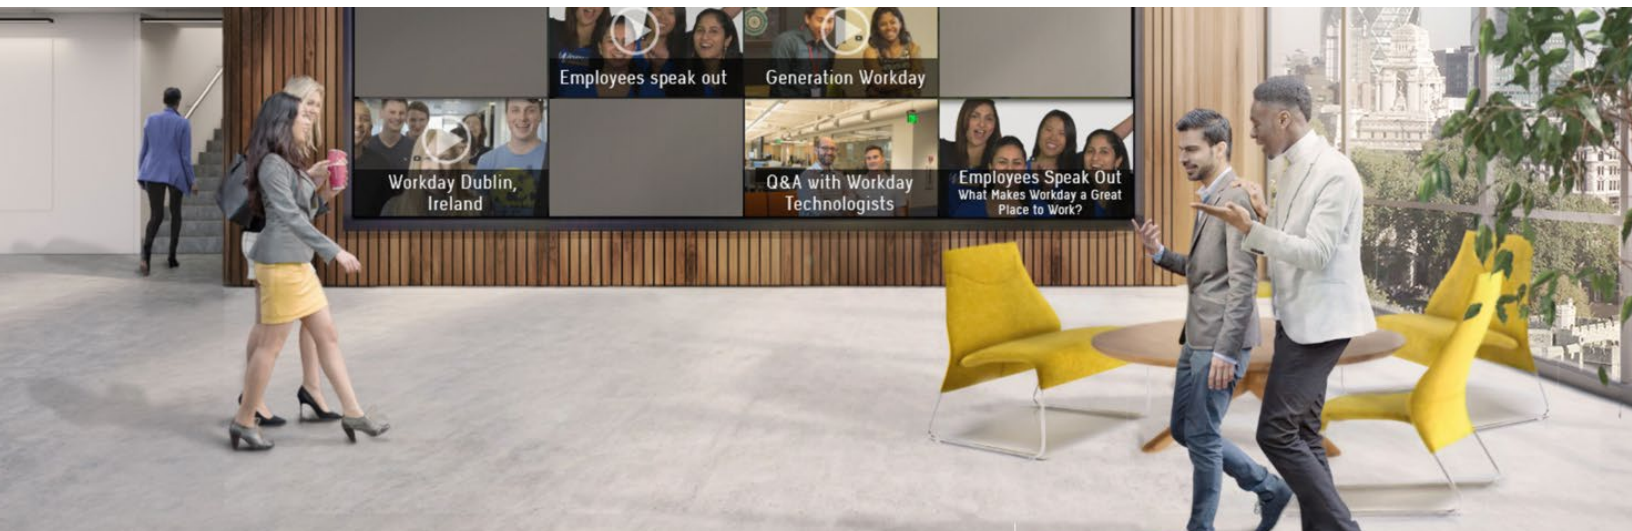 Employees speak out
Generation Workday
Workday Dublin,
Ireland
Q&A with Workday
Technologists
Employees Speak Out
What Makes Workday a Great
Place to Work?